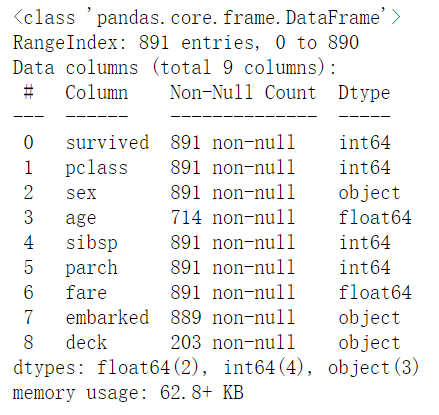 <class 'pandas.core.frame.DataFrame'>
RangeIndex: 891 entries, 0 to 890
Data columns (total 9 columns):
 #   Column    Non-Null Count  Dtype
---  ------    --------------  -----
 0   survived  891 non-null    int64
 1   pclass    891 non-null    int64
 2   sex       891 non-null    object
 3   age       714 non-null    float64
 4   sibsp     891 non-null    int64
 5   parch     891 non-null    int64
 6   fare      891 non-null    float64
 7   embarked  889 non-null    object
 8   deck      203 non-null    object
dtypes: float64(2), int64(4), object(3)
memory usage: 62.8+ KB